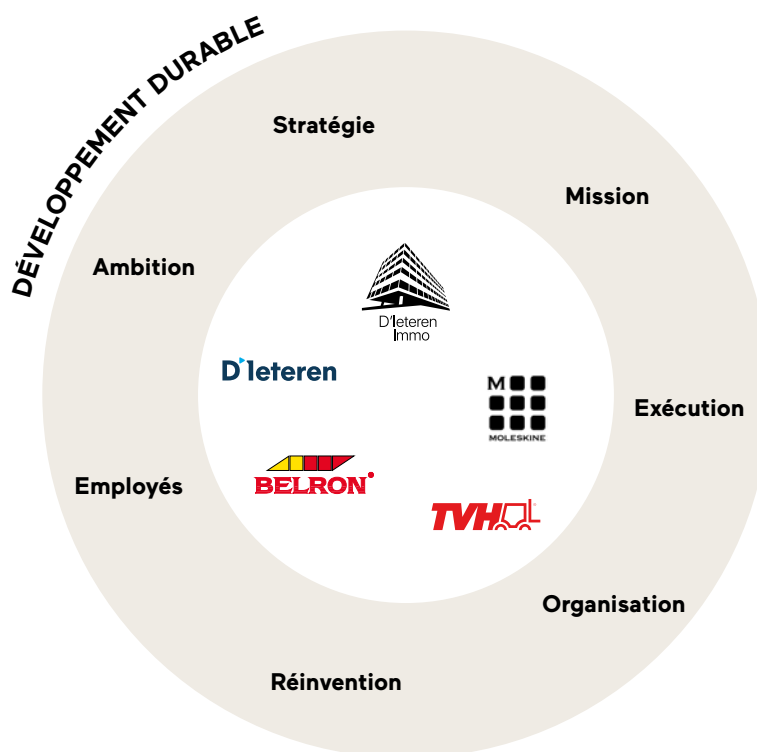 DÉVELOPPEMENT DURABLE
Stratégie
Mission
Ambition
D'Ieteren
Immo
D'Ieteren
M
MOLESKINE
Exécution
Employés
BELRON
TVH
Organisation
Réinvention